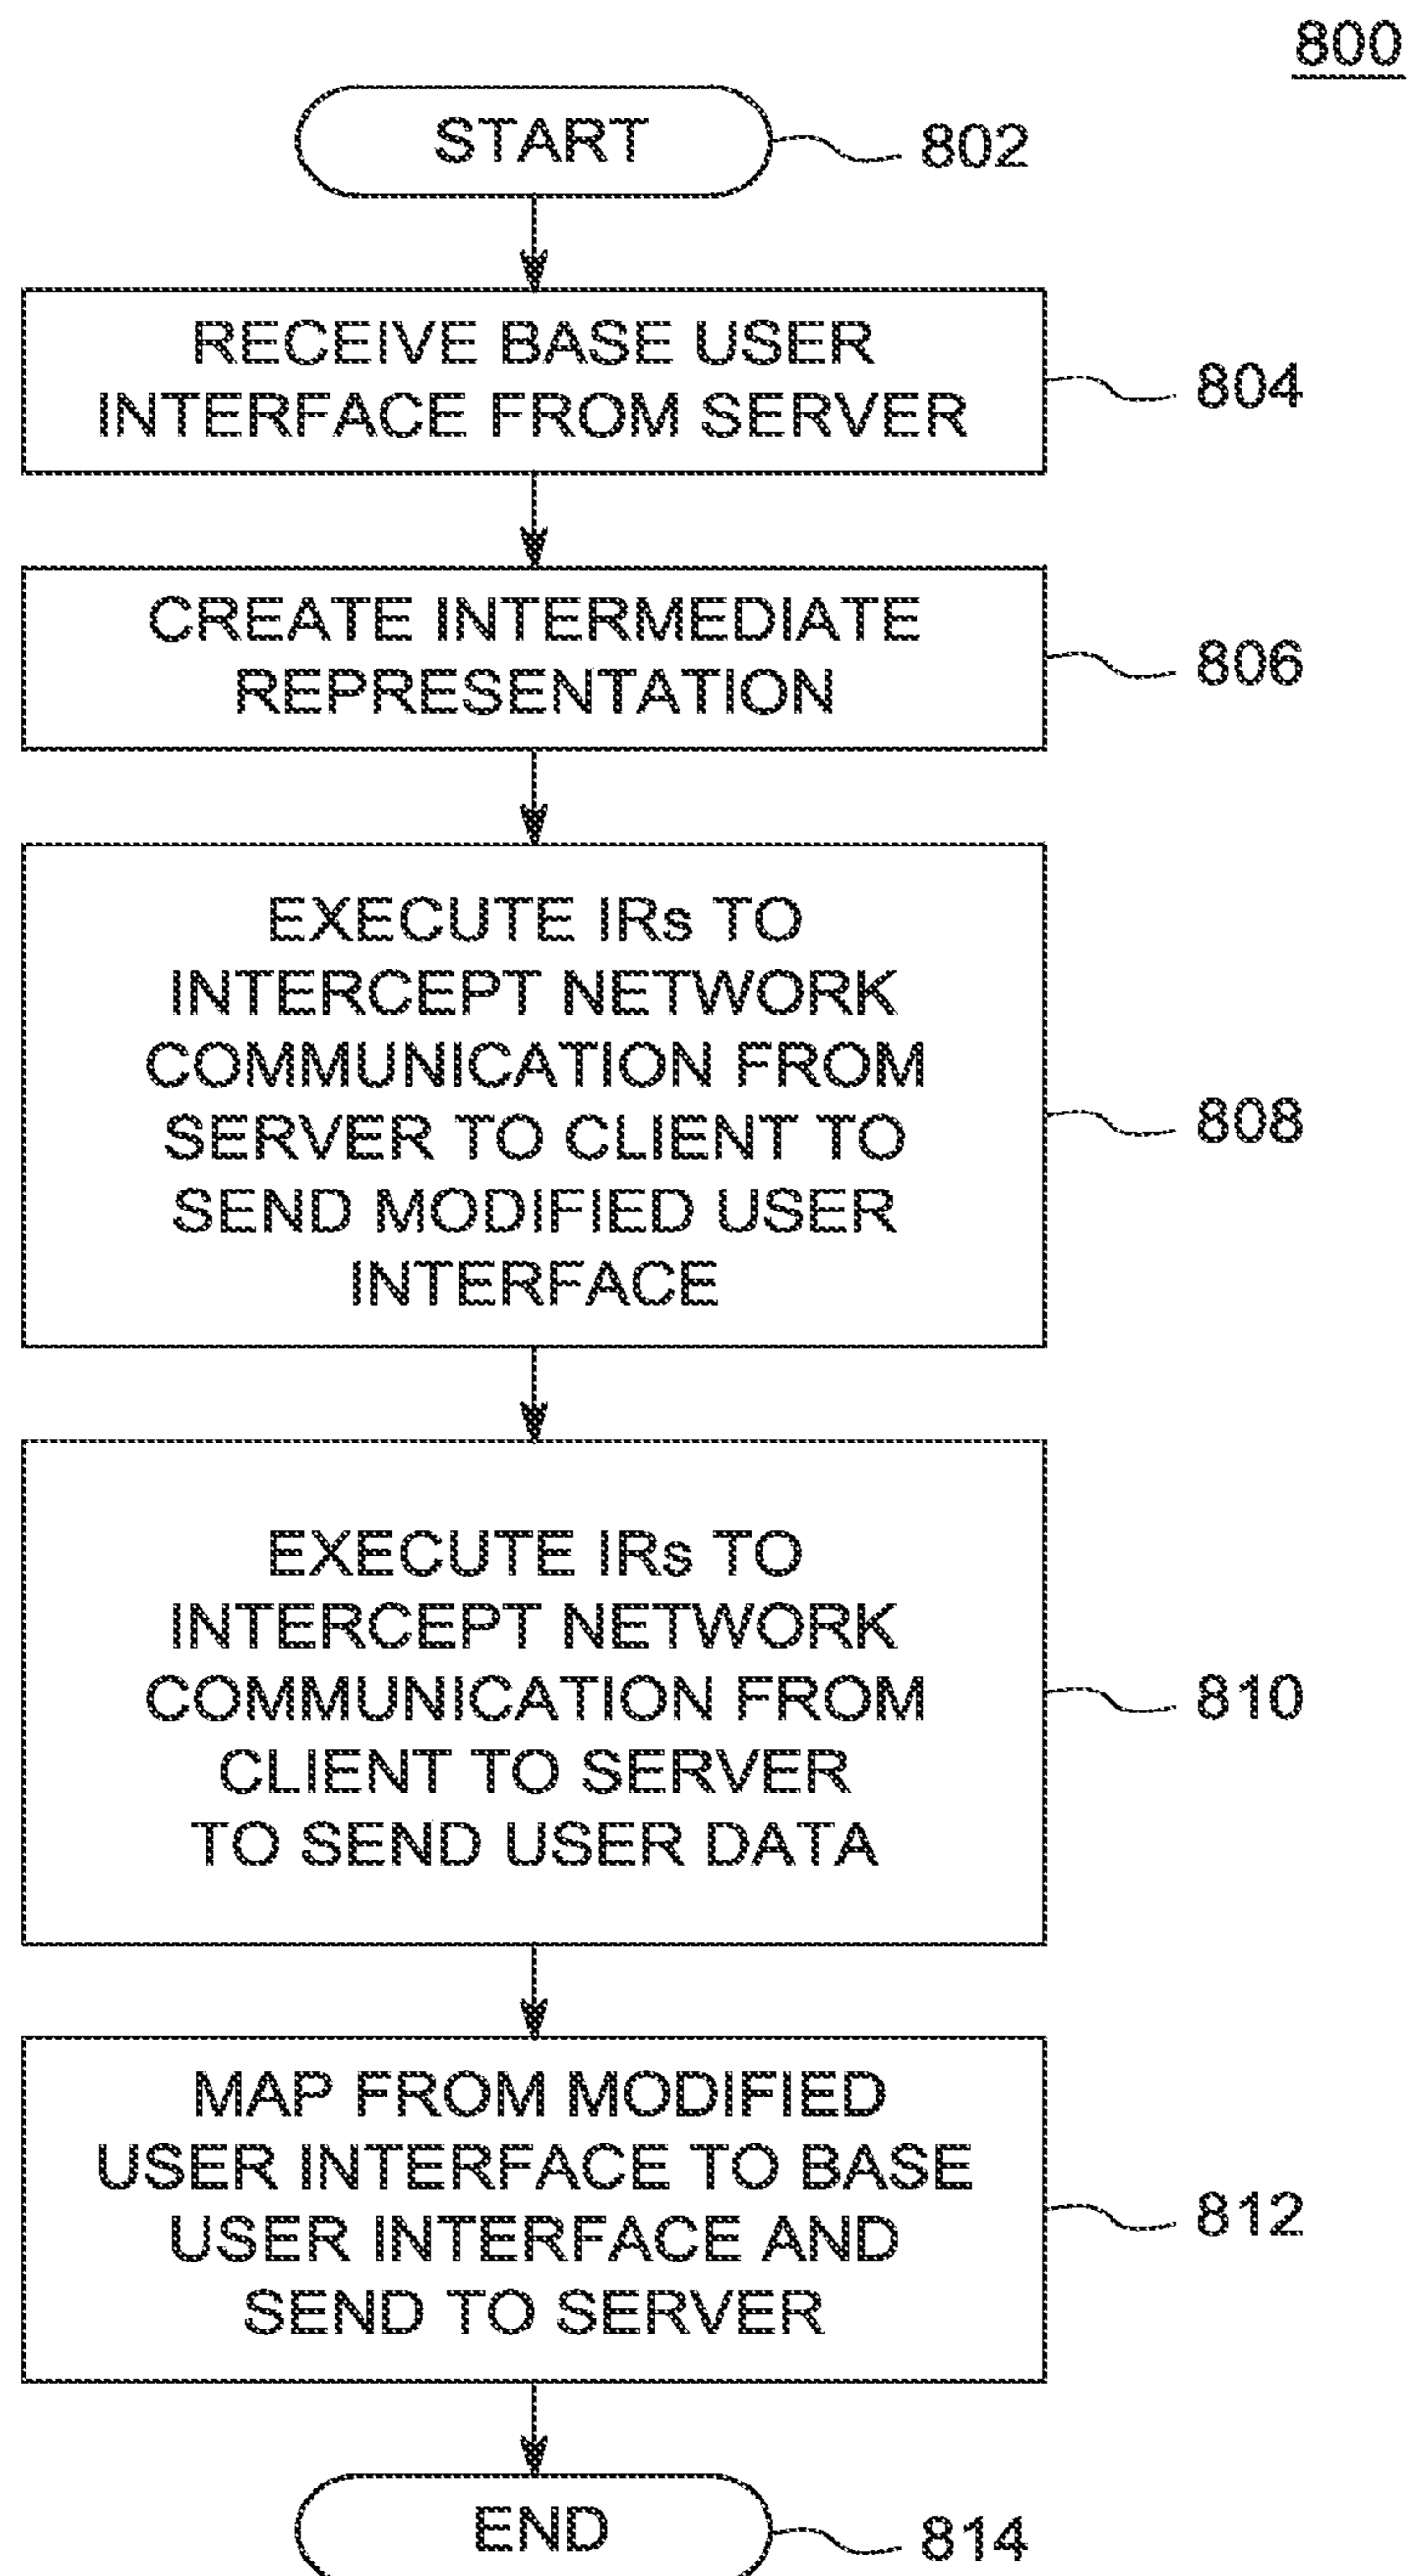 800
START
802
RECEIVE BASE USER
INTERFACE FROM SERVER
804
CREATE INTERMEDIATE
REPRESENTATION
806
EXECUTE IRs TO
INTERCEPT NETWORK
COMMUNICATION FROM
SERVER TO CLIENT TO
SEND MODIFIED USER
INTERFACE
808
EXECUTE IRs TO
INTERCEPT NETWORK
COMMUNICATION FROM
CLIENT TO SERVER
TO SEND USER DATA
810
MAP FROM MODIFIED
USER INTERFACE TO BASE
USER INTERFACE AND
SEND TO SERVER
812
END
814